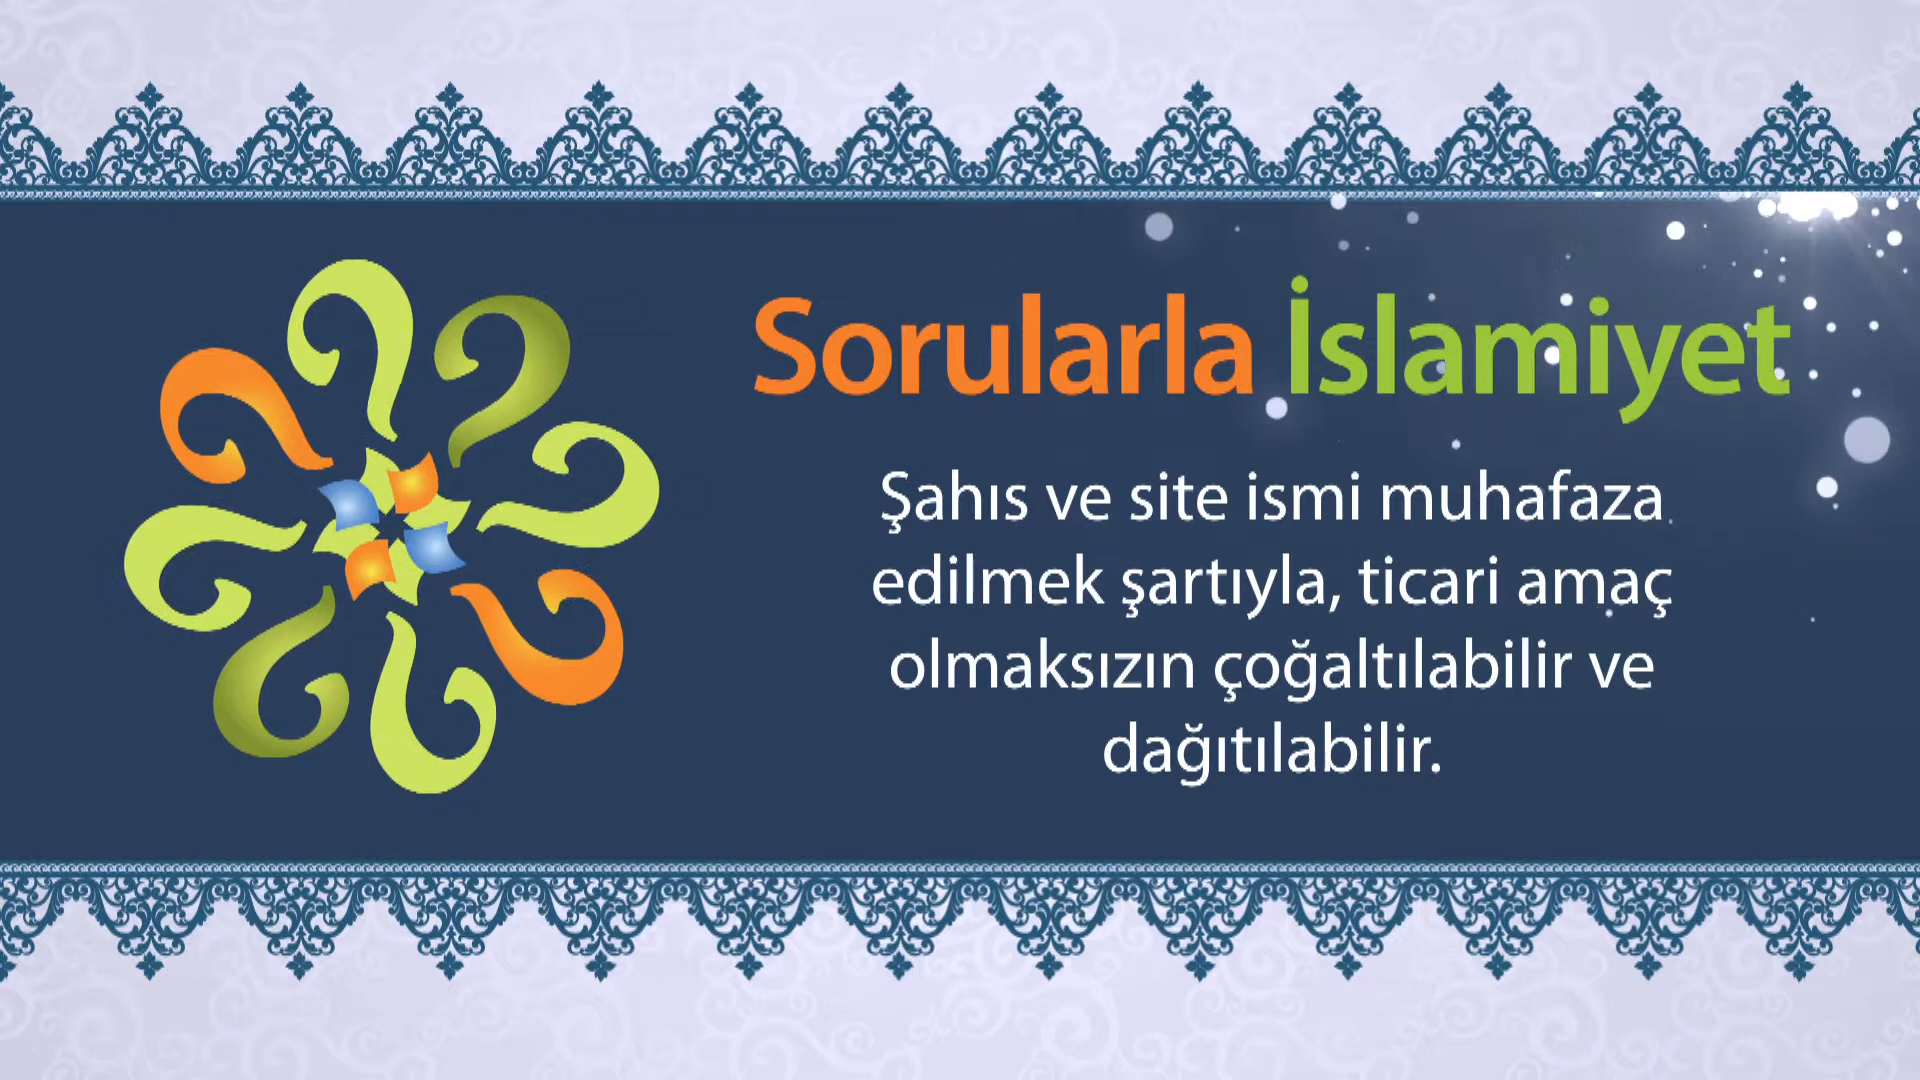 Sorularla İslamiyet
Şahıs ve site ismi muhafaza
edilmek şartıyla, ticari amaç
olmaksızın çoğaltılabilir ve
dağıtılabilir.